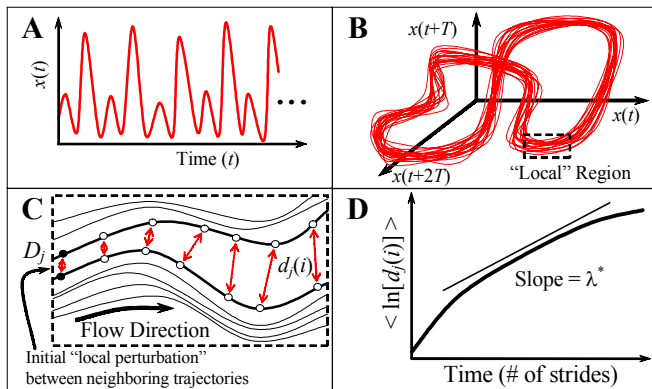 A
x(t)
Time (t)
B
x(t+T)
x(t)
x(t+2T)
"Local" Region
C
D_j
d_j(i)
Flow Direction
Initial "local perturbation"
between neighboring trajectories
D
< ln[d_j(i)] >
Slope = λ*
Time (# of strides)